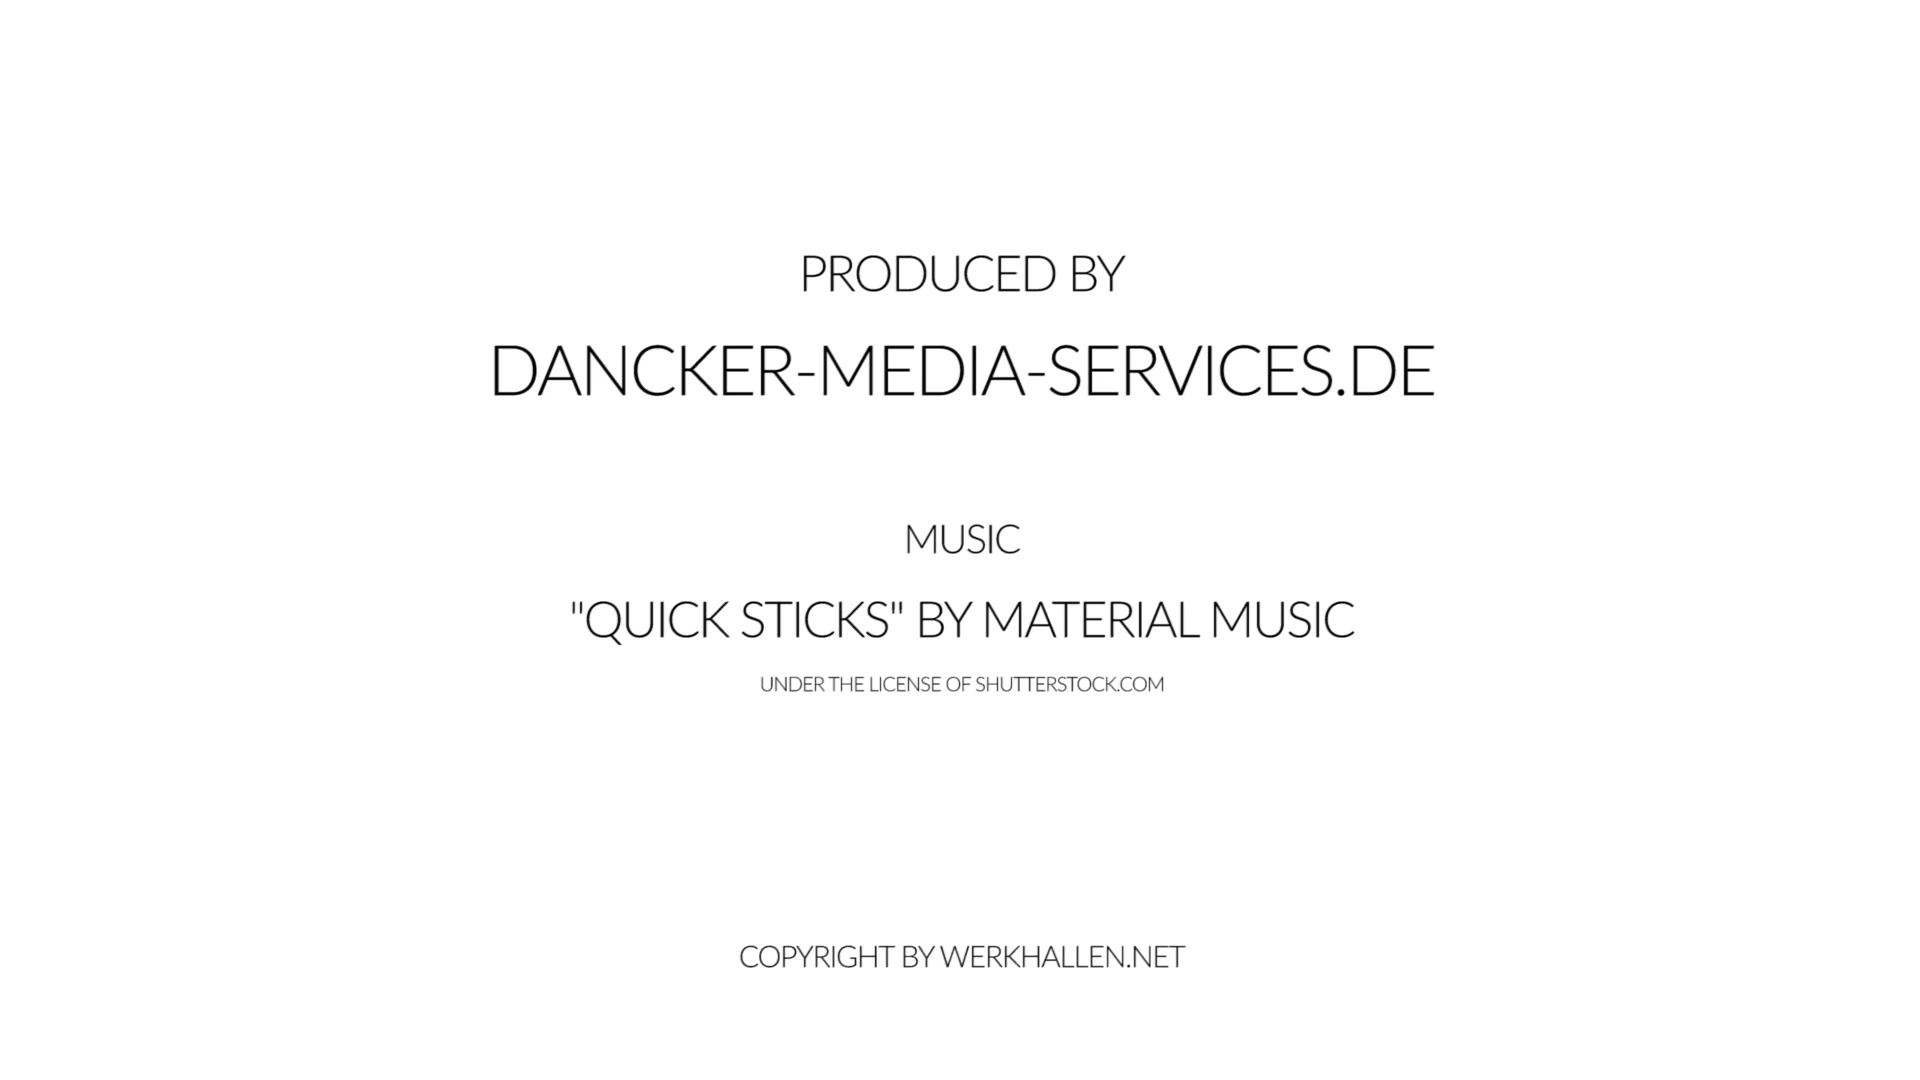 PRODUCED BY
DANCKER-MEDIA-SERVICES.DE
MUSIC
"QUICK STICKS" BY MATERIAL MUSIC
UNDER THE LICENSE OF SHUTTERSTOCK.COM
COPYRIGHT BY WERKHALLEN.NET